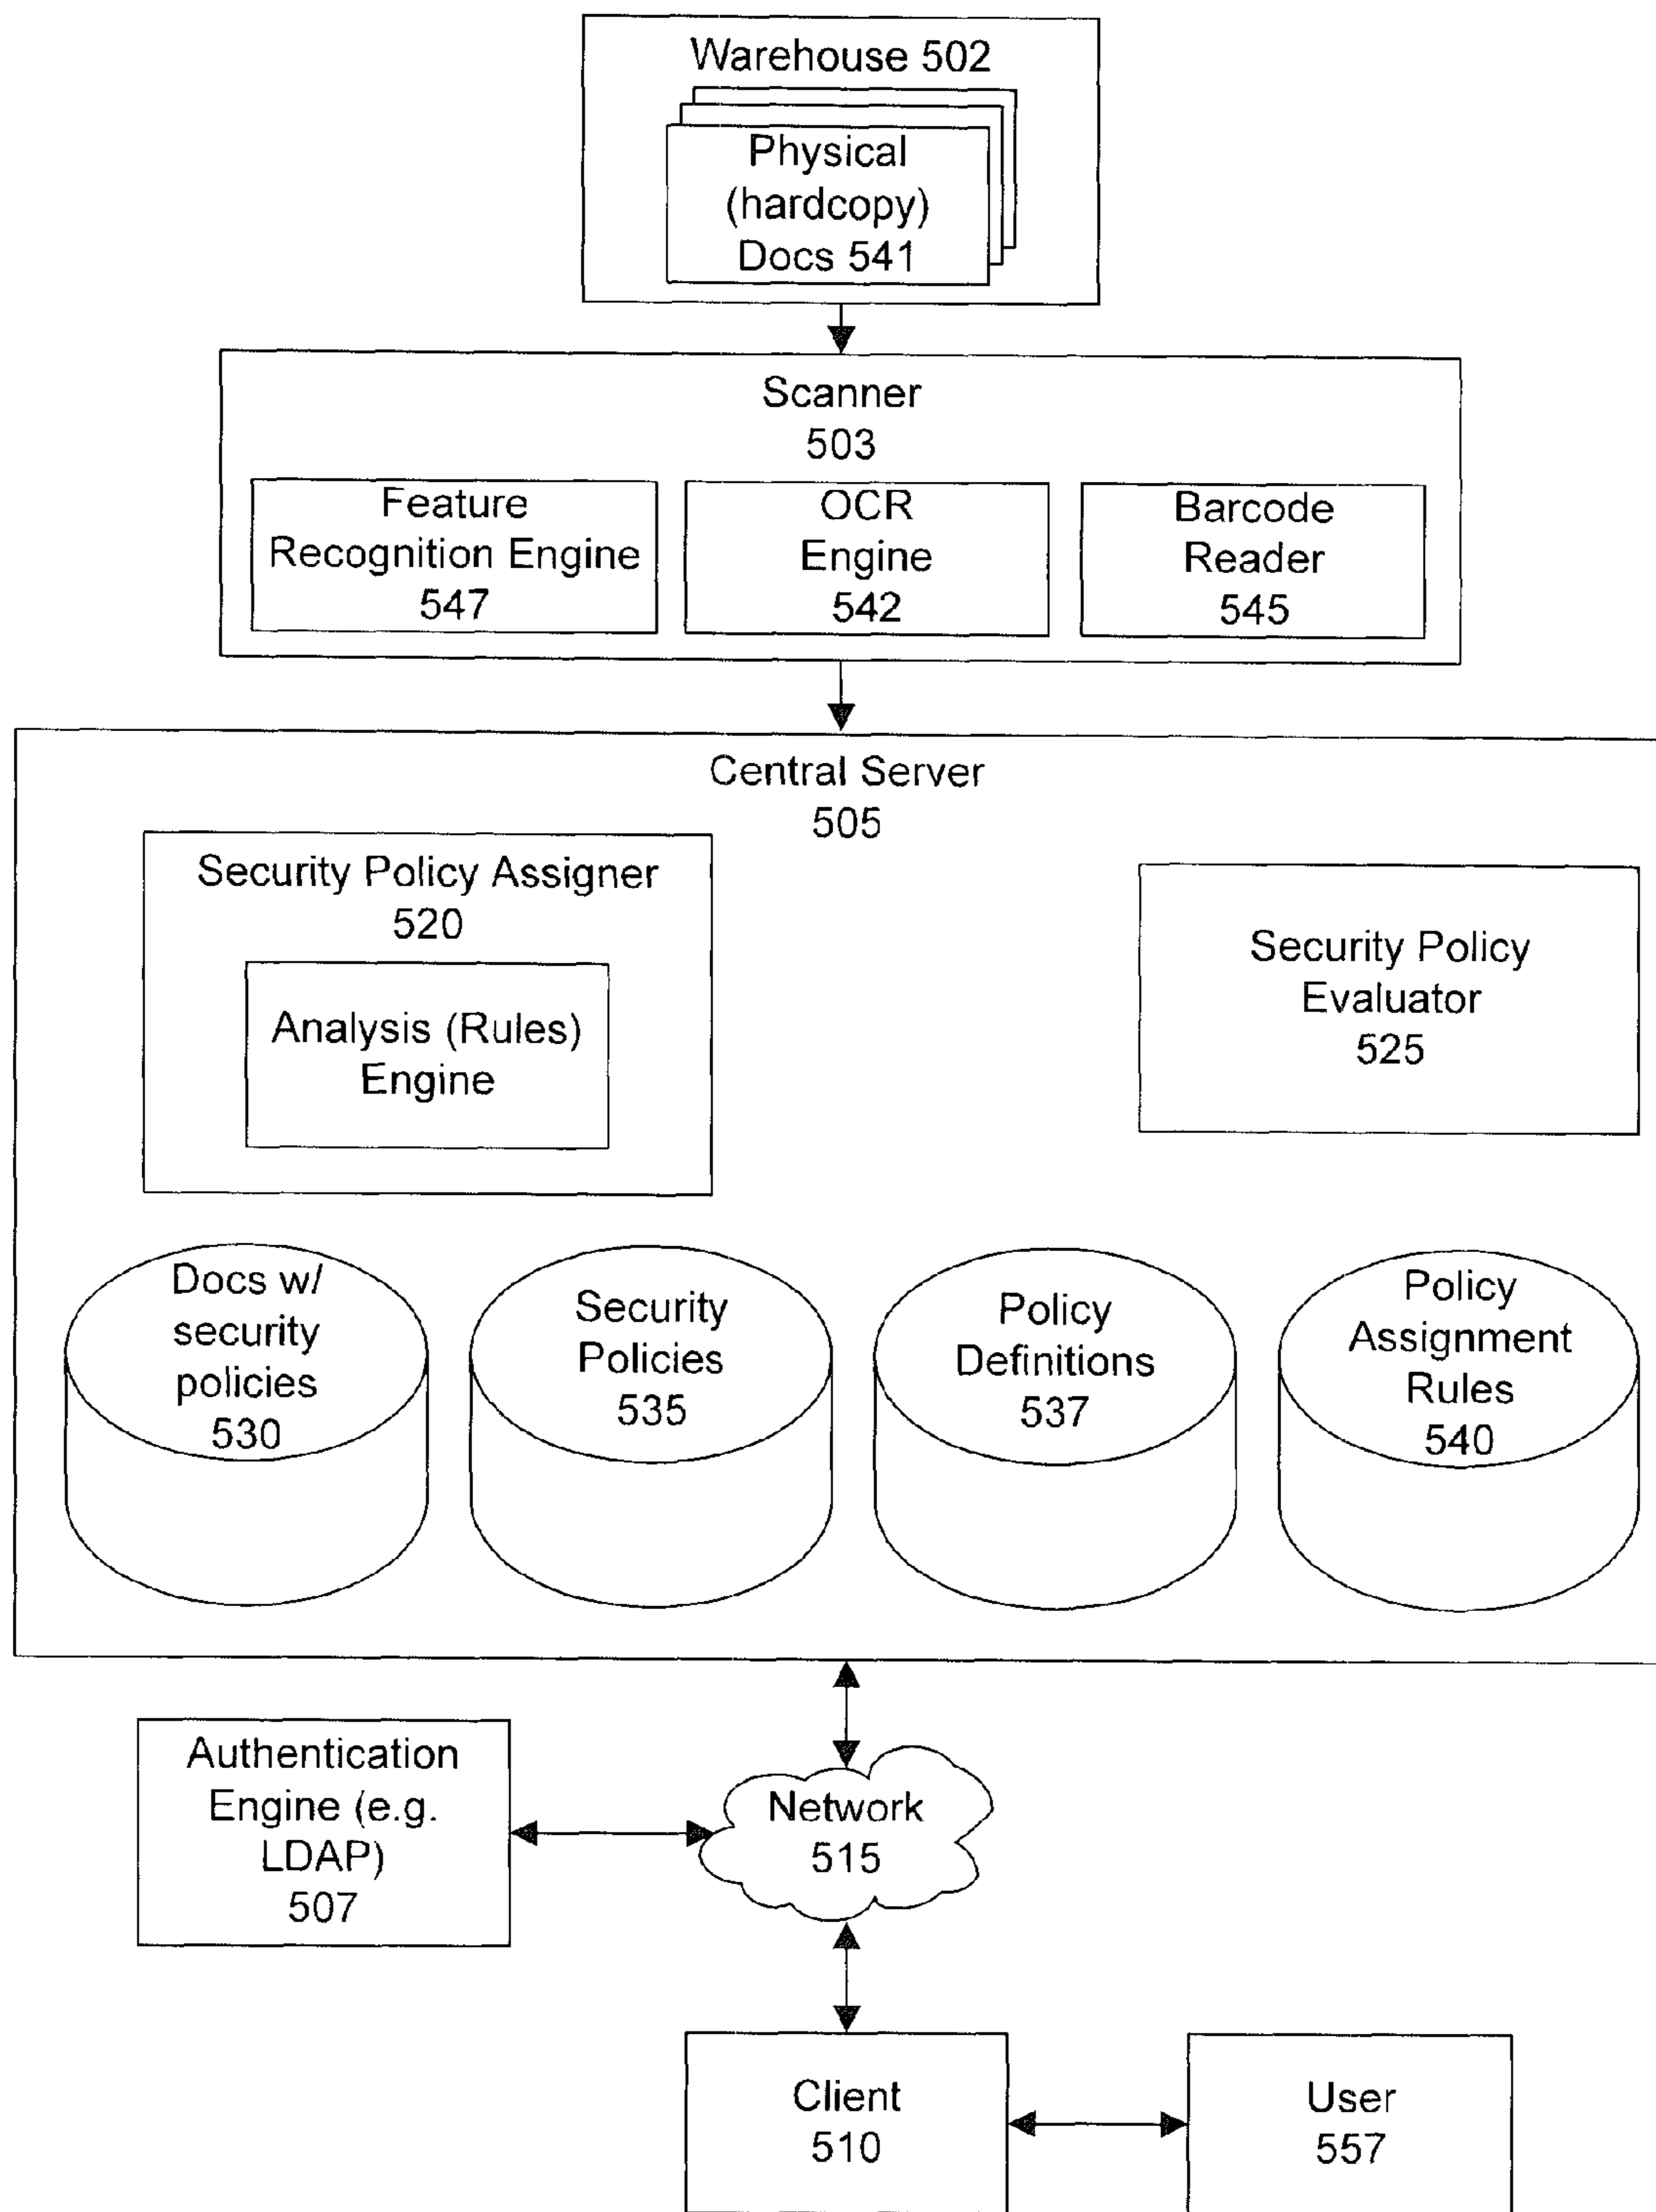 Warehouse 502
Physical
(hardcopy)
Docs 541
Scanner
503
Feature
Recognition Engine
547
OCR
Engine
542
Barcode
Reader
545
Central Server
505
Security Policy Assigner
520
Analysis (Rules)
Engine
Security Policy
Evaluator
525
Docs w/
security
policies
530
Security
Policies
535
Policy
Definitions
537
Policy
Assignment
Rules
540
Authentication
Engine (e.g.
LDAP)
507
Network
515
Client
510
User
557